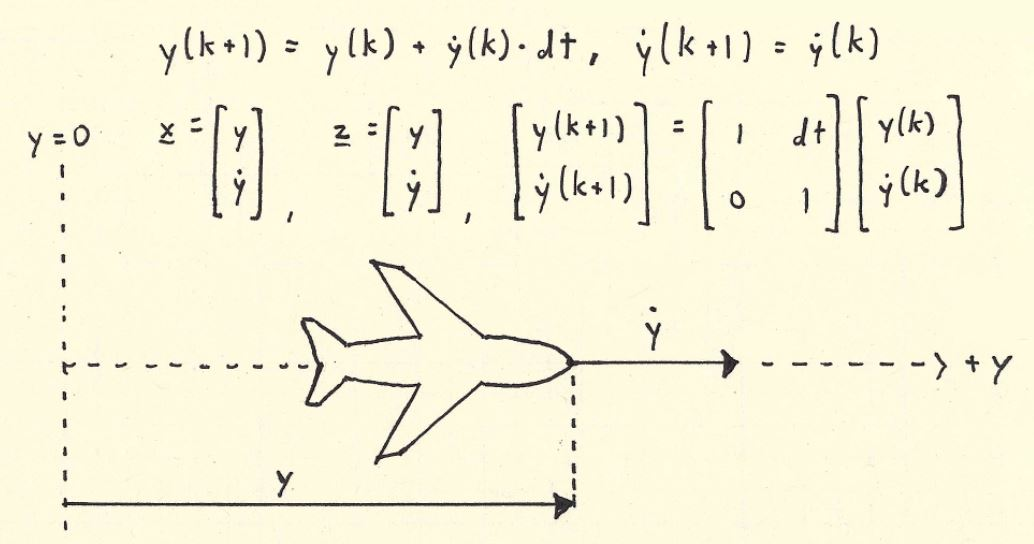 y(k+1) = y(k) + ẏ(k)·dt, ẏ(k+1) = ẏ(k)
y=0 x = [y ẏ], z = [y ẏ], [y(k+1) ẏ(k+1)] = [1 dt 0 1] [y(k) ẏ(k)]
ẏ
+y
y